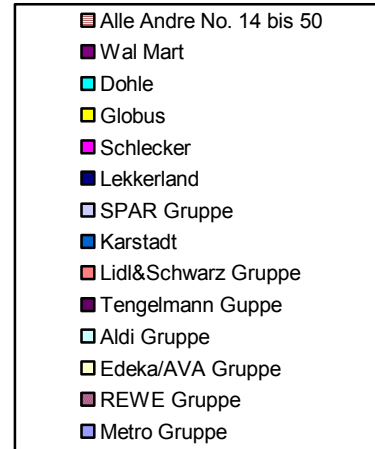 Alle Andre No. 14 bis 50
Wal Mart
Dohle
Globus
Schlecker
Lekkerland
SPAR Gruppe
Karstadt
Lidl&Schwarz Gruppe
Tengelmann Guppe
Aldi Gruppe
Edeka/AVA Gruppe
REWE Gruppe
Metro Gruppe